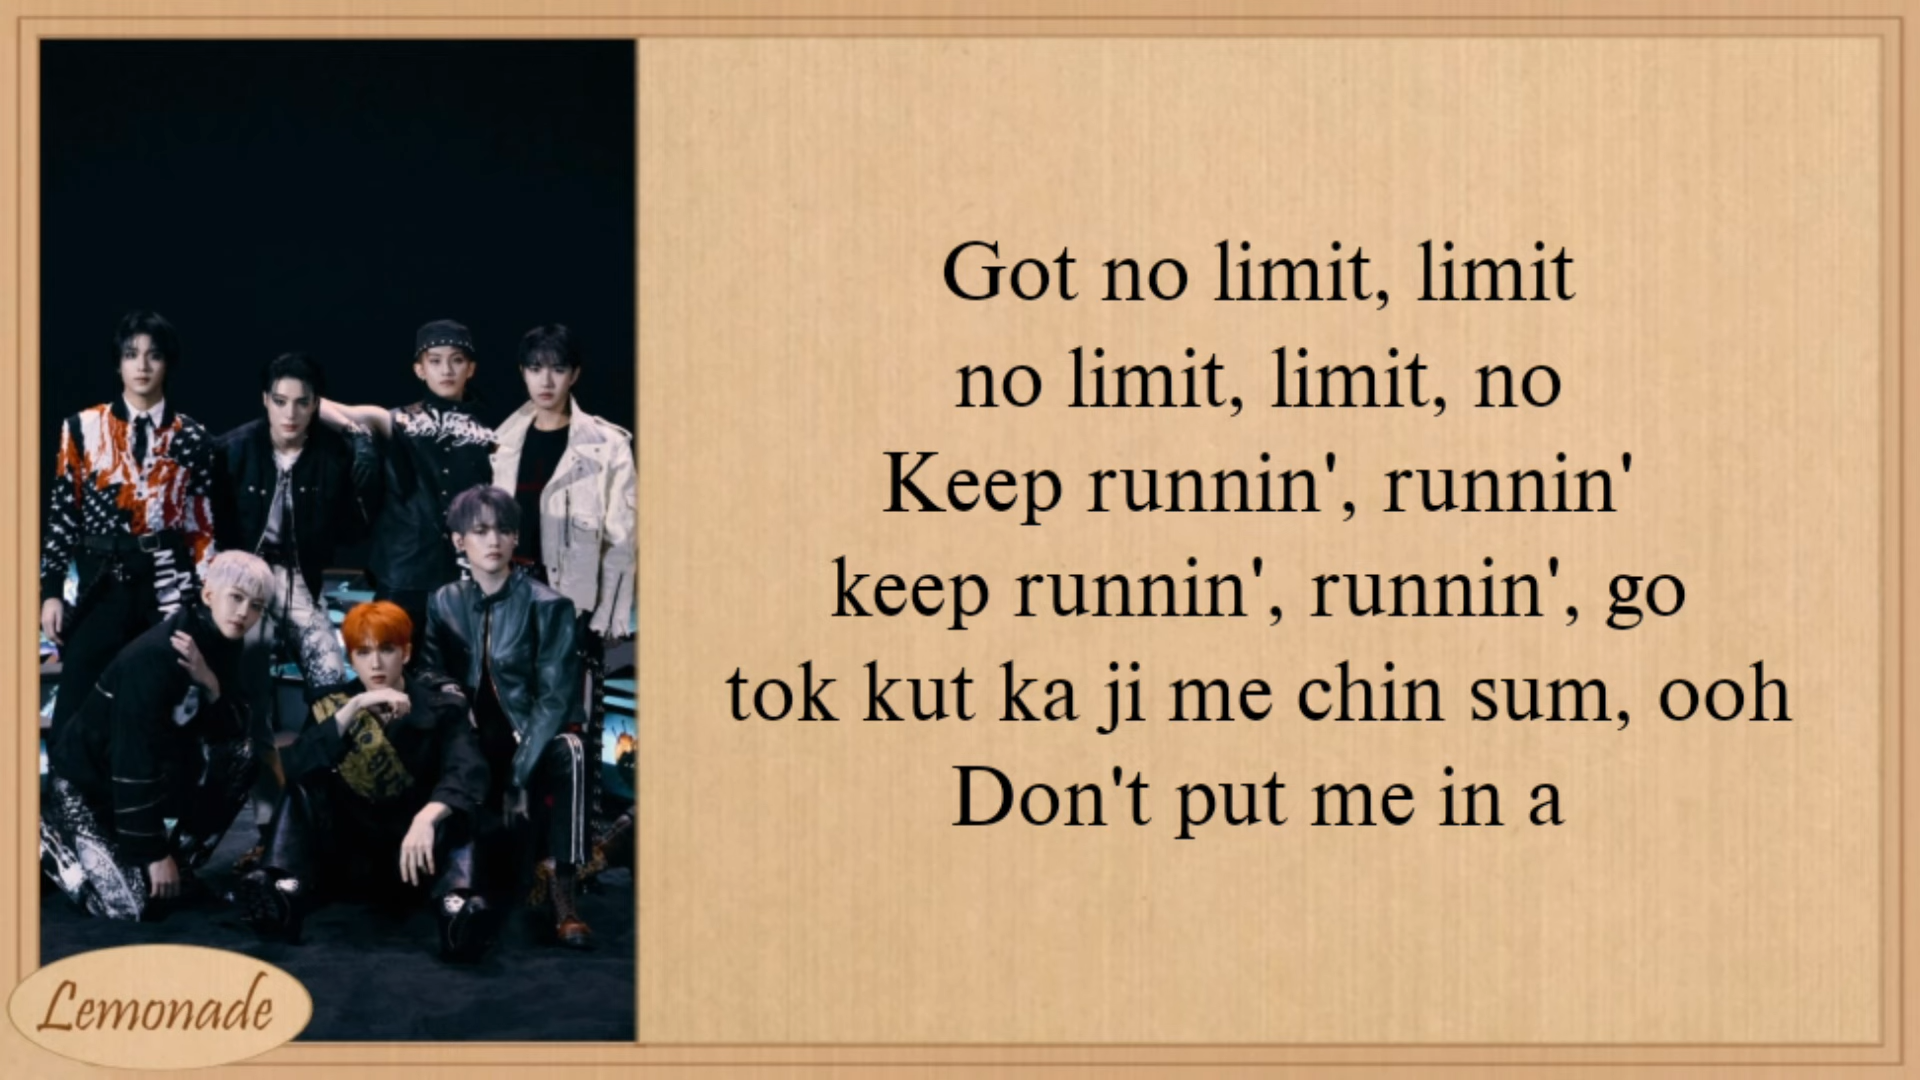 Got no limit, limit
no limit, limit, no
Keep runnin', runnin'
keep runnin', runnin', go
tok kut ka ji me chin sum, ooh
Don't put me in a
Lemonade